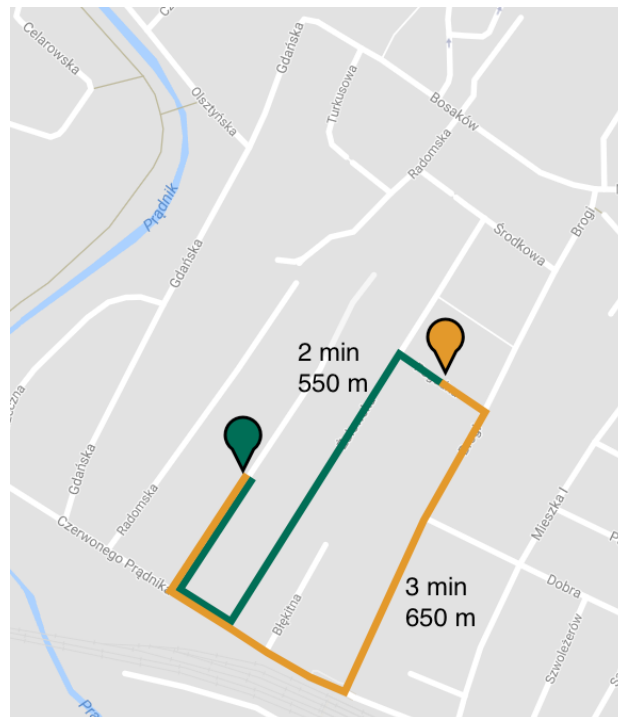 Celarowska
Olsztyńska
Gdańska
Turkusowa
Bosaków
Radomska
Prądnik
Środkowa
Brogi
Gdańska
2 min
550 m
Gdańska
Radomska
Mieszka I
Czerwonego Prądnika
Błękitna
Dobra
3 min
650 m
Szwoleżerów